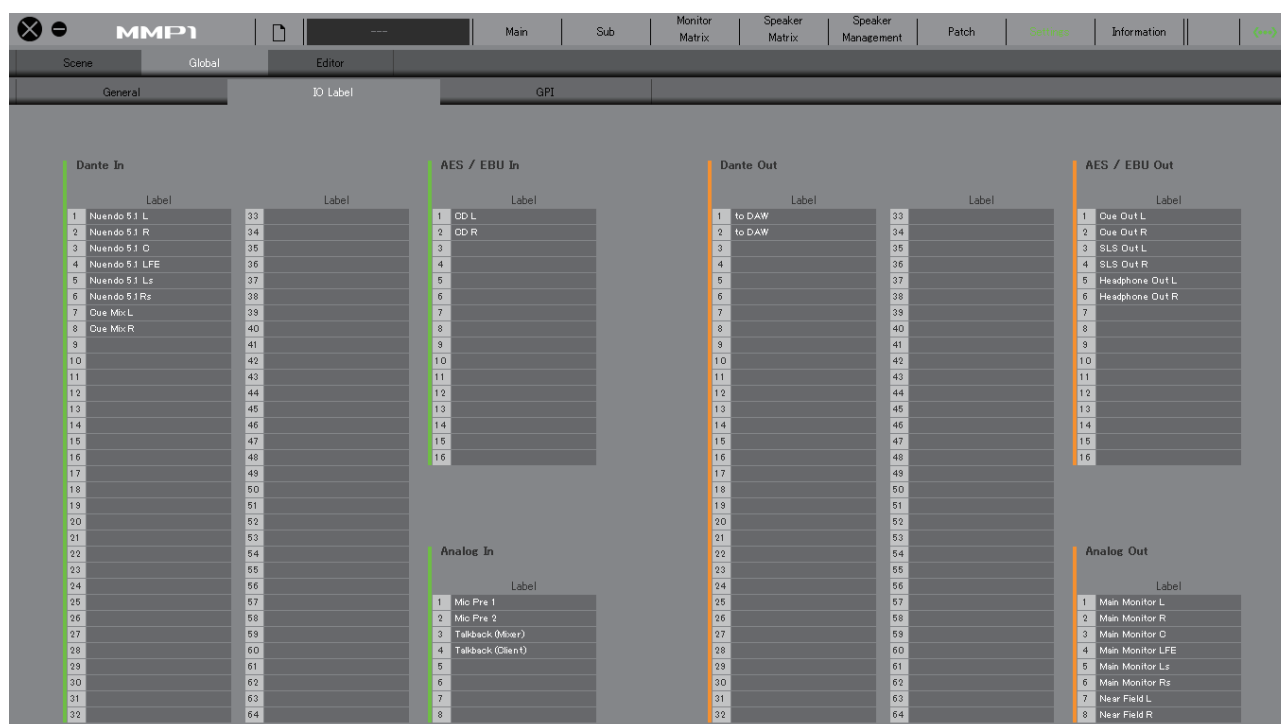 MMP1
---
Main
Sub
Monitor
Matrix
Speaker
Matrix
Speaker
Management
Patch
Information
Scene
Global
Editor
General
IO Label
GPI
Dante In
Label
1 Nuendo 5.1 L
2 Nuendo 5.1 R
3 Nuendo 5.1 C
4 Nuendo 5.1 LFE
5 Nuendo 5.1 Ls
6 Nuendo 5.1Rs
7 Cue Mix L
8 Cue Mix R
9
10
11
12
13
14
15
16
17
18
19
20
21
22
23
24
25
26
27
28
29
30
31
32
Label
33
34
35
36
37
38
39
40
41
42
43
44
45
46
47
48
49
50
51
52
53
54
55
56
57
58
59
60
61
62
63
64
AES / EBU In
Label
1 CD L
2 CD R
3
4
5
6
7
8
9
10
11
12
13
14
15
16
Analog In
Label
1 Mic Pre 1
2 Mic Pre 2
3 Talkback (Mixer)
4 Talkback (Client)
5
6
7
8
Dante Out
Label
1 to DAW
2 to DAW
3
4
5
6
7
8
9
10
11
12
13
14
15
16
17
18
19
20
21
22
23
24
25
26
27
28
29
30
31
32
Label
33
34
35
36
37
38
39
40
41
42
43
44
45
46
47
48
49
50
51
52
53
54
55
56
57
58
59
60
61
62
63
64
AES / EBU Out
Label
1 Cue Out L
2 Cue Out R
3 SLS Out L
4 SLS Out R
5 Headphone Out L
6 Headphone Out R
7
8
9
10
11
12
13
14
15
16
Analog Out
Label
1 Main Monitor L
2 Main Monitor R
3 Main Monitor C
4 Main Monitor LFE
5 Main Monitor Ls
6 Main Monitor Rs
7 Near Field L
8 Near Field R